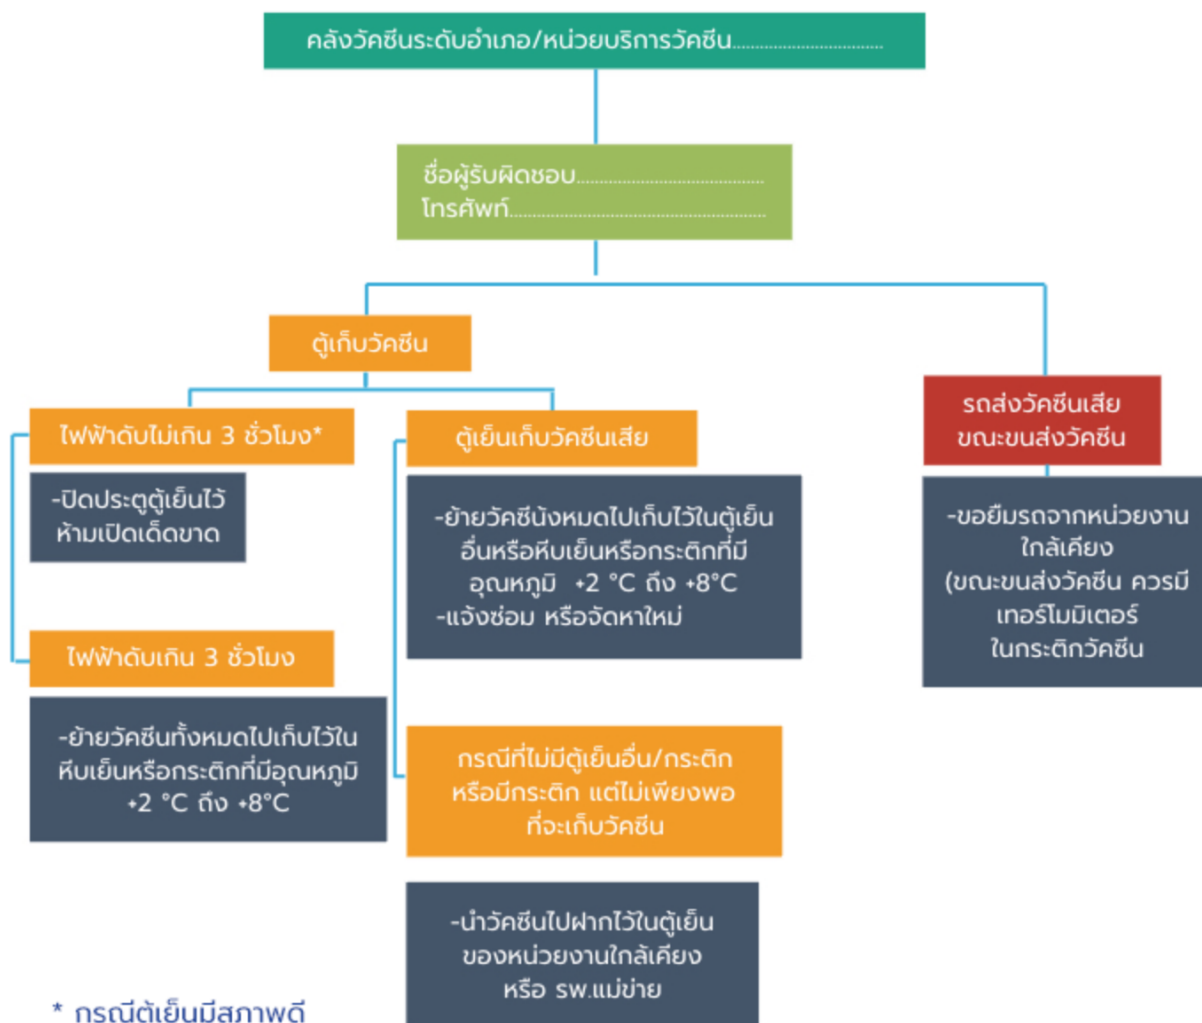 คลังวัคซีนระดับอำเภอ/หน่วยบริการวัคซีน..................................
ชื่อผู้รับผิดชอบ..........................................
โทรศัพท์.........................................................
ตู้เก็บวัคซีน
ไฟฟ้าดับไม่เกิน 3 ชั่วโมง*
-ปิดประตูตู้เย็นไว้
ห้ามเปิดเด็ดขาด
ไฟฟ้าดับเกิน 3 ชั่วโมง
-ย้ายวัคซีนทั้งหมดไปเก็บไว้ใน
หีบเย็นหรือกระติกที่มีอุณหภูมิ
+2 °C ถึง +8°C
ตู้เย็นเก็บวัคซีนเสีย
-ย้ายวัคซีนังหมดไปเก็บไว้ในตู้เย็น
อื่นหรือหีบเย็นหรือกระติกที่มี
อุณหภูมิ +2 °C ถึง +8°C
-แจ้งซ่อม หรือจัดหาใหม่
กรณีที่ไม่มีตู้เย็นอื่น/กระติก
หรือมีกระติก แต่ไม่เพียงพอ
ที่จะเก็บวัคซีน
-นำวัคซีนไปฝากไว้ในตู้เย็น
ของหน่วยงานใกล้เคียง
หรือ รพ.แม่ข่าย
รถส่งวัคซีนเสีย
ขณะขนส่งวัคซีน
-ขอยืมรถจากหน่วยงาน
ใกล้เคียง
(ขณะขนส่งวัคซีน ควรมี
เทอร์โมมิเตอร์
ในกระติกวัคซีน
* กรณีตู้เย็นมีสภาพดี